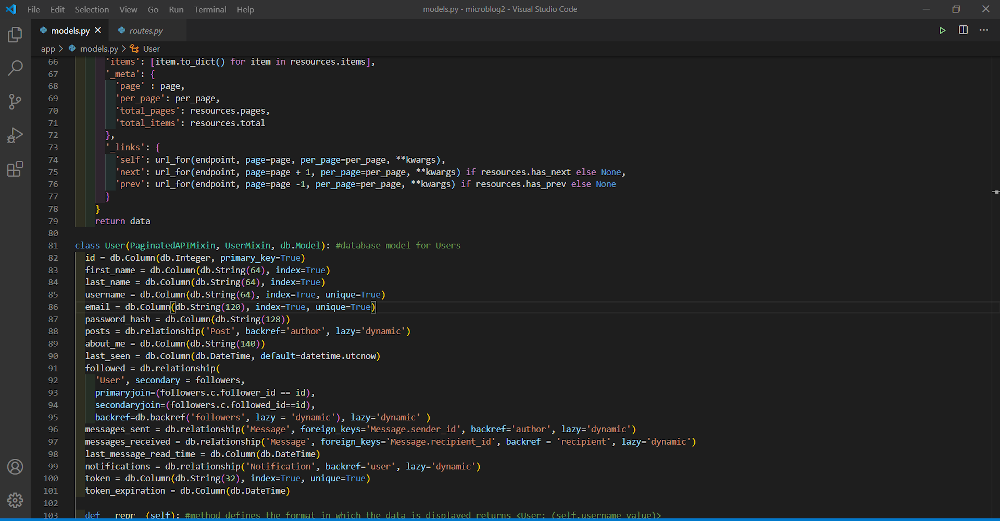 File Edit Selection View Go Run Terminal Help
models.py - microblog2 - Visual Studio Code
models.py
routes.py
app > models.py > User
66 'items': [item.to_dict() for item in resources.items],
67 '_meta': {
68 'page' : page,
69 'per_page': per_page,
70 'total_pages': resources.pages,
71 'total_items': resources.total
72 },
73 '_links': {
74 'self': url_for(endpoint, page=page, per_page=per_page, **kwargs),
75 'next': url_for(endpoint, page=page + 1, per_page=per_page, **kwargs) if resources.has_next else None,
76 'prev': url_for(endpoint, page=page -1, per_page=per_page, **kwargs) if resources.has_prev else None
77 }
78 }
79 return data
80
81 class User(PaginatedAPIMixin, UserMixin, db.Model): #database model for Users
82 id = db.Column(db.Integer, primary_key=True)
83 first_name = db.Column(db.String(64), index=True)
84 last_name = db.Column(db.String(64), index=True)
85 username = db.Column(db.String(64), index=True, unique=True)
86 email = db.Column(db.String(120), index=True, unique=True)
87 password_hash = db.Column(db.String(128))
88 posts = db.relationship('Post', backref='author', lazy='dynamic')
89 about_me = db.Column(db.String(140))
90 last_seen = db.Column(db.DateTime, default=datetime.utcnow)
91 followed = db.relationship(
92 'User', secondary = followers,
93 primaryjoin=(followers.c.follower_id == id),
94 secondaryjoin=(followers.c.followed_id==id),
95 backref=db.backref('followers', lazy = 'dynamic'), lazy='dynamic' )
96 messages_sent = db.relationship('Message', foreign_keys='Message.sender_id', backref='author', lazy='dynamic')
97 messages_received = db.relationship('Message', foreign_keys='Message.recipient_id', backref = 'recipient', lazy='dynamic')
98 last_message_read_time = db.Column(db.DateTime)
99 notifications = db.relationship('Notification', backref='user', lazy='dynamic')
100 token = db.Column(db.String(32), index=True, unique=True)
101 token_expiration = db.Column(db.DateTime)
102
103 def __repr__(self): #method defines the format in which the data is displayed returns <User: (self.username value)>